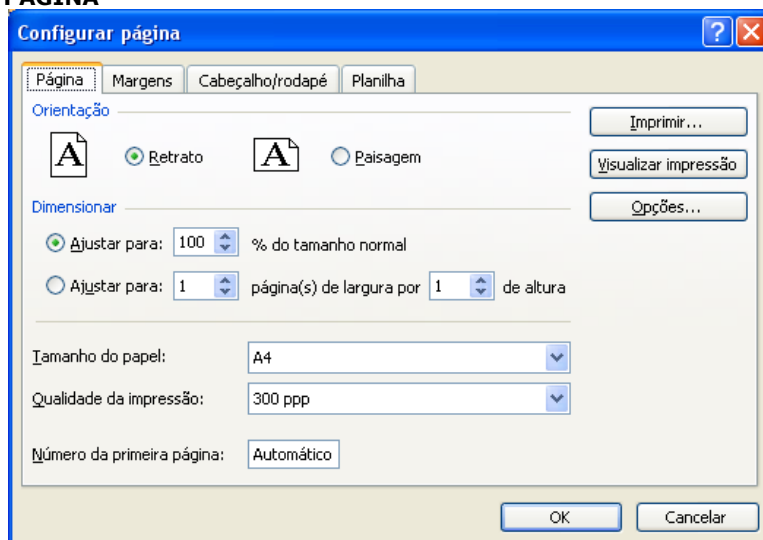 PÁGINA
Configurar página
Página Margens Cabeçalho/rodapé Planilha
Orientação
A Retrato A Paisagem
Imprimir...
Visualizar impressão
Dimensionar
Opções...
Ajustar para: 100 % do tamanho normal
Ajustar para: 1 página(s) de largura por 1 de altura
Tamanho do papel: A4
Qualidade da impressão: 300 ppp
Número da primeira página: Automático
OK Cancelar